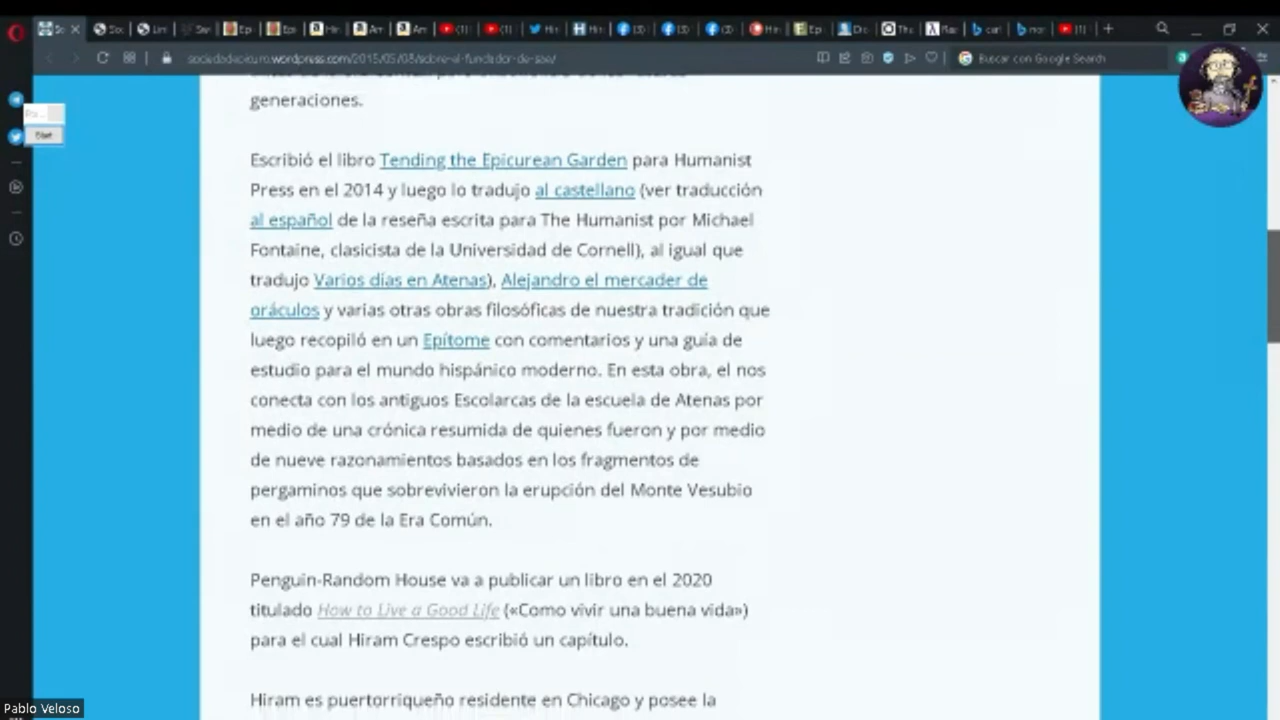 Buscar con Google Search
Start
generaciones.
Escribió el libro Tending the Epicurean Garden para Humanist
Press en el 2014 y luego lo tradujo al castellano (ver traducción
al español de la reseña escrita para The Humanist por Michael
Fontaine, clasicista de la Universidad de Cornell), al igual que
tradujo Varios días en Atenas), Alejandro el mercader de
oráculos y varias otras obras filosóficas de nuestra tradición que
luego recopiló en un Epítome con comentarios y una guía de
estudio para el mundo hispánico moderno. En esta obra, el nos
conecta con los antiguos Escolarcas de la escuela de Atenas por
medio de una crónica resumida de quienes fueron y por medio
de nueve razonamientos basados en los fragmentos de
pergaminos que sobrevivieron la erupción del Monte Vesubio
en el año 79 de la Era Común.
Penguin-Random House va a publicar un libro en el 2020
titulado How to Live a Good Life («Como vivir una buena vida»)
para el cual Hiram Crespo escribió un capítulo.
Hiram es puertorriqueño residente en Chicago y posee la
Pablo Veloso